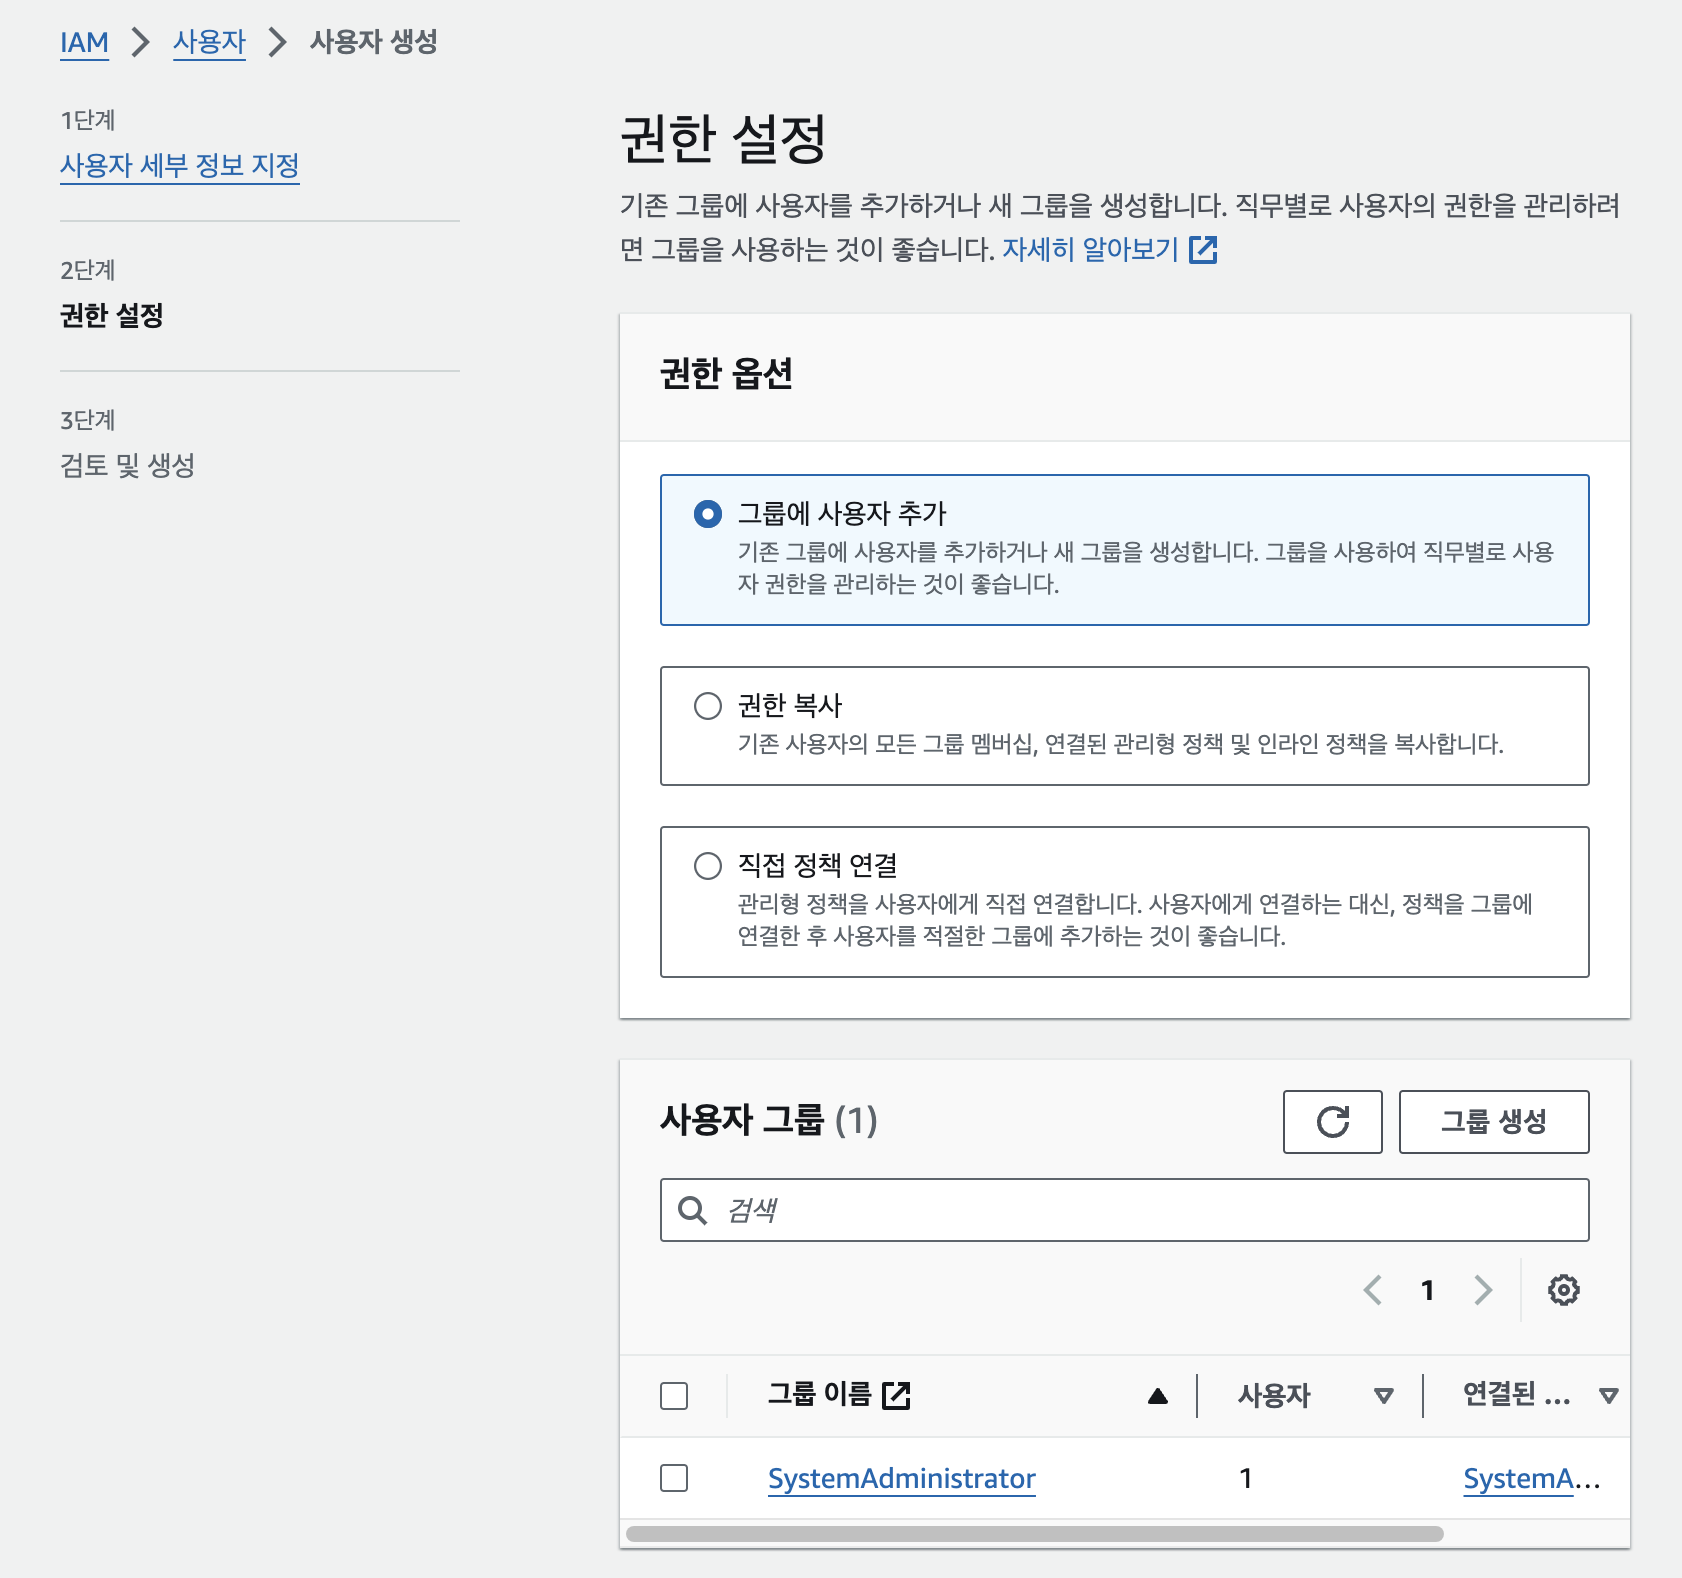 IAM > 사용자 > 사용자 생성
1단계
사용자 세부 정보 지정
2단계
권한 설정
3단계
검토 및 생성
권한 설정
기존 그룹에 사용자를 추가하거나 새 그룹을 생성합니다. 직무별로 사용자의 권한을 관리하려
면 그룹을 사용하는 것이 좋습니다. 자세히 알아보기
권한 옵션
그룹에 사용자 추가
기존 그룹에 사용자를 추가하거나 새 그룹을 생성합니다. 그룹을 사용하여 직무별로 사용
자 권한을 관리하는 것이 좋습니다.
권한 복사
기존 사용자의 모든 그룹 멤버십, 연결된 관리형 정책 및 인라인 정책을 복사합니다.
직접 정책 연결
관리형 정책을 사용자에게 직접 연결합니다. 사용자에게 연결하는 대신, 정책을 그룹에
연결한 후 사용자를 적절한 그룹에 추가하는 것이 좋습니다.
사용자 그룹 (1)
그룹 생성
검색
1
그룹 이름 사용자 연결된 ...
SystemAdministrator 1 SystemA...